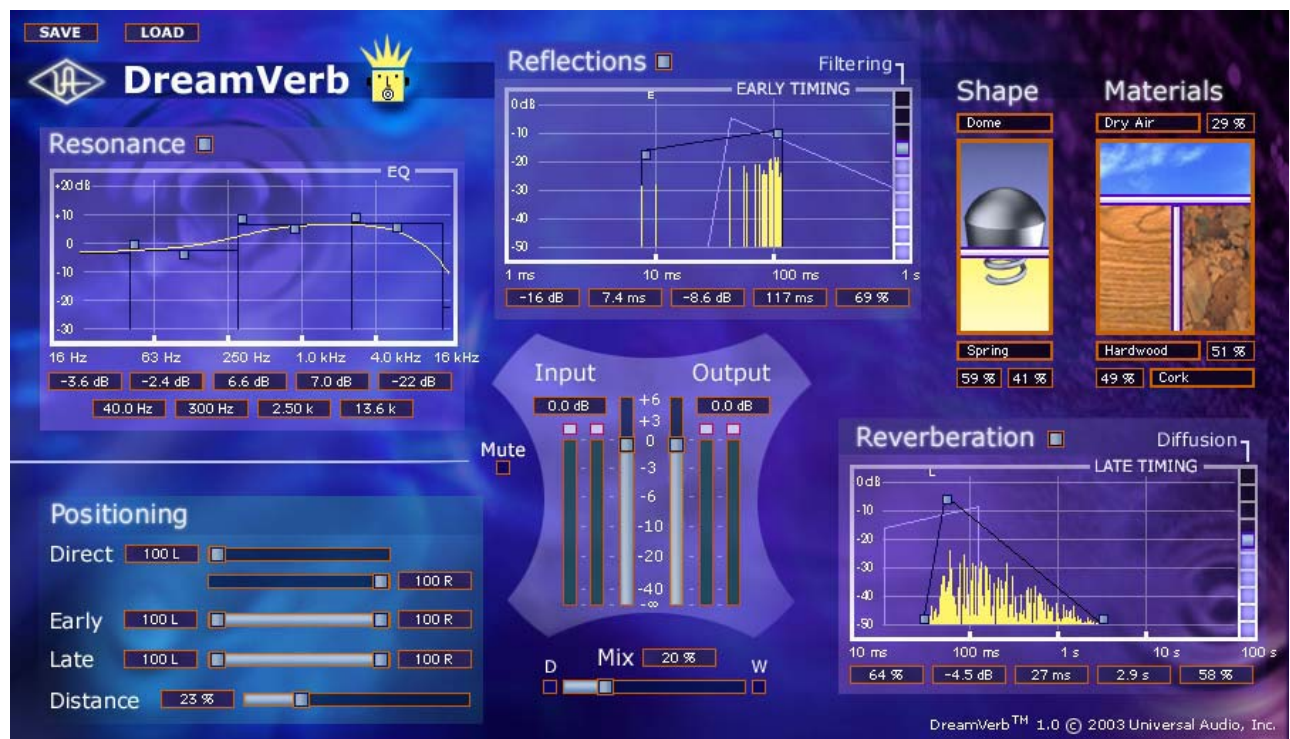 SAVE LOAD
DreamVerb
Resonance
EQ
+20 dB
+10
0
-10
-20
-30
16 Hz 63 Hz 250 Hz 1.0 kHz 4.0 kHz 16 kHz
-3.6 dB -2.4 dB 6.6 dB 7.0 dB -22 dB
40.0 Hz 300 Hz 2.50 k 13.6 k
Reflections
Filtering
EARLY TIMING
E
0 dB
-10
-20
-30
-40
-50
1 ms 10 ms 100 ms 1 s
-16 dB 7.4 ms -8.6 dB 117 ms 69 %
Shape
Dome
Spring
59 % 41 %
Materials
Dry Air 29 %
Hardwood 51 %
49 % Cork
Positioning
Direct 100 L
100 R
Early 100 L 100 R
Late 100 L 100 R
Distance 23 %
Mute
Input Output
0.0 dB 0.0 dB
+6
+3
0
-3
-6
-10
-20
-40
-∞
D Mix 20 % W
Reverberation
Diffusion
LATE TIMING
L
0 dB
-10
-20
-30
-40
-50
10 ms 100 ms 1 s 10 s 100 s
64 % -4.5 dB 27 ms 2.9 s 58 %
DreamVerb™ 1.0 © 2003 Universal Audio, Inc.